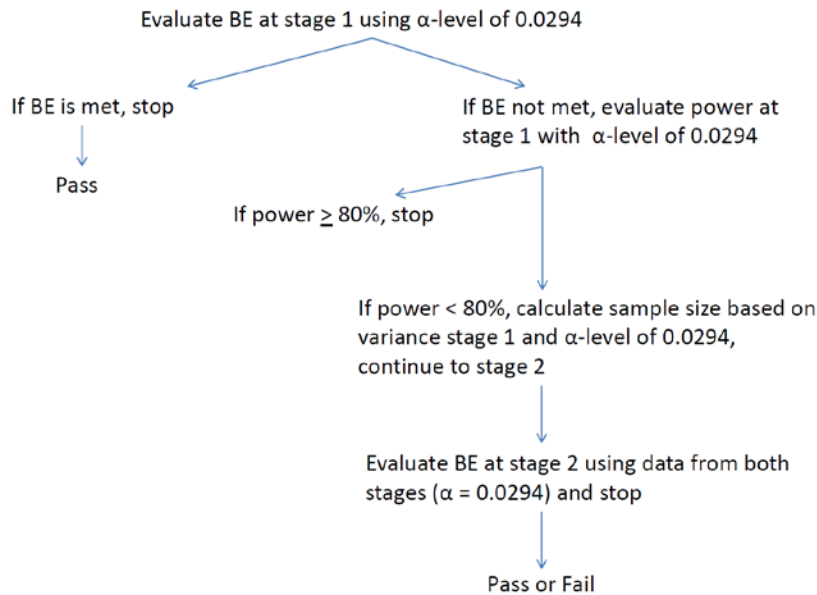 Evaluate BE at stage 1 using α-level of 0.0294
If BE is met, stop
If BE not met, evaluate power at
stage 1 with α-level of 0.0294
Pass
If power ≥ 80%, stop
If power < 80%, calculate sample size based on
variance stage 1 and α-level of 0.0294,
continue to stage 2
Evaluate BE at stage 2 using data from both
stages (α = 0.0294) and stop
Pass or Fail